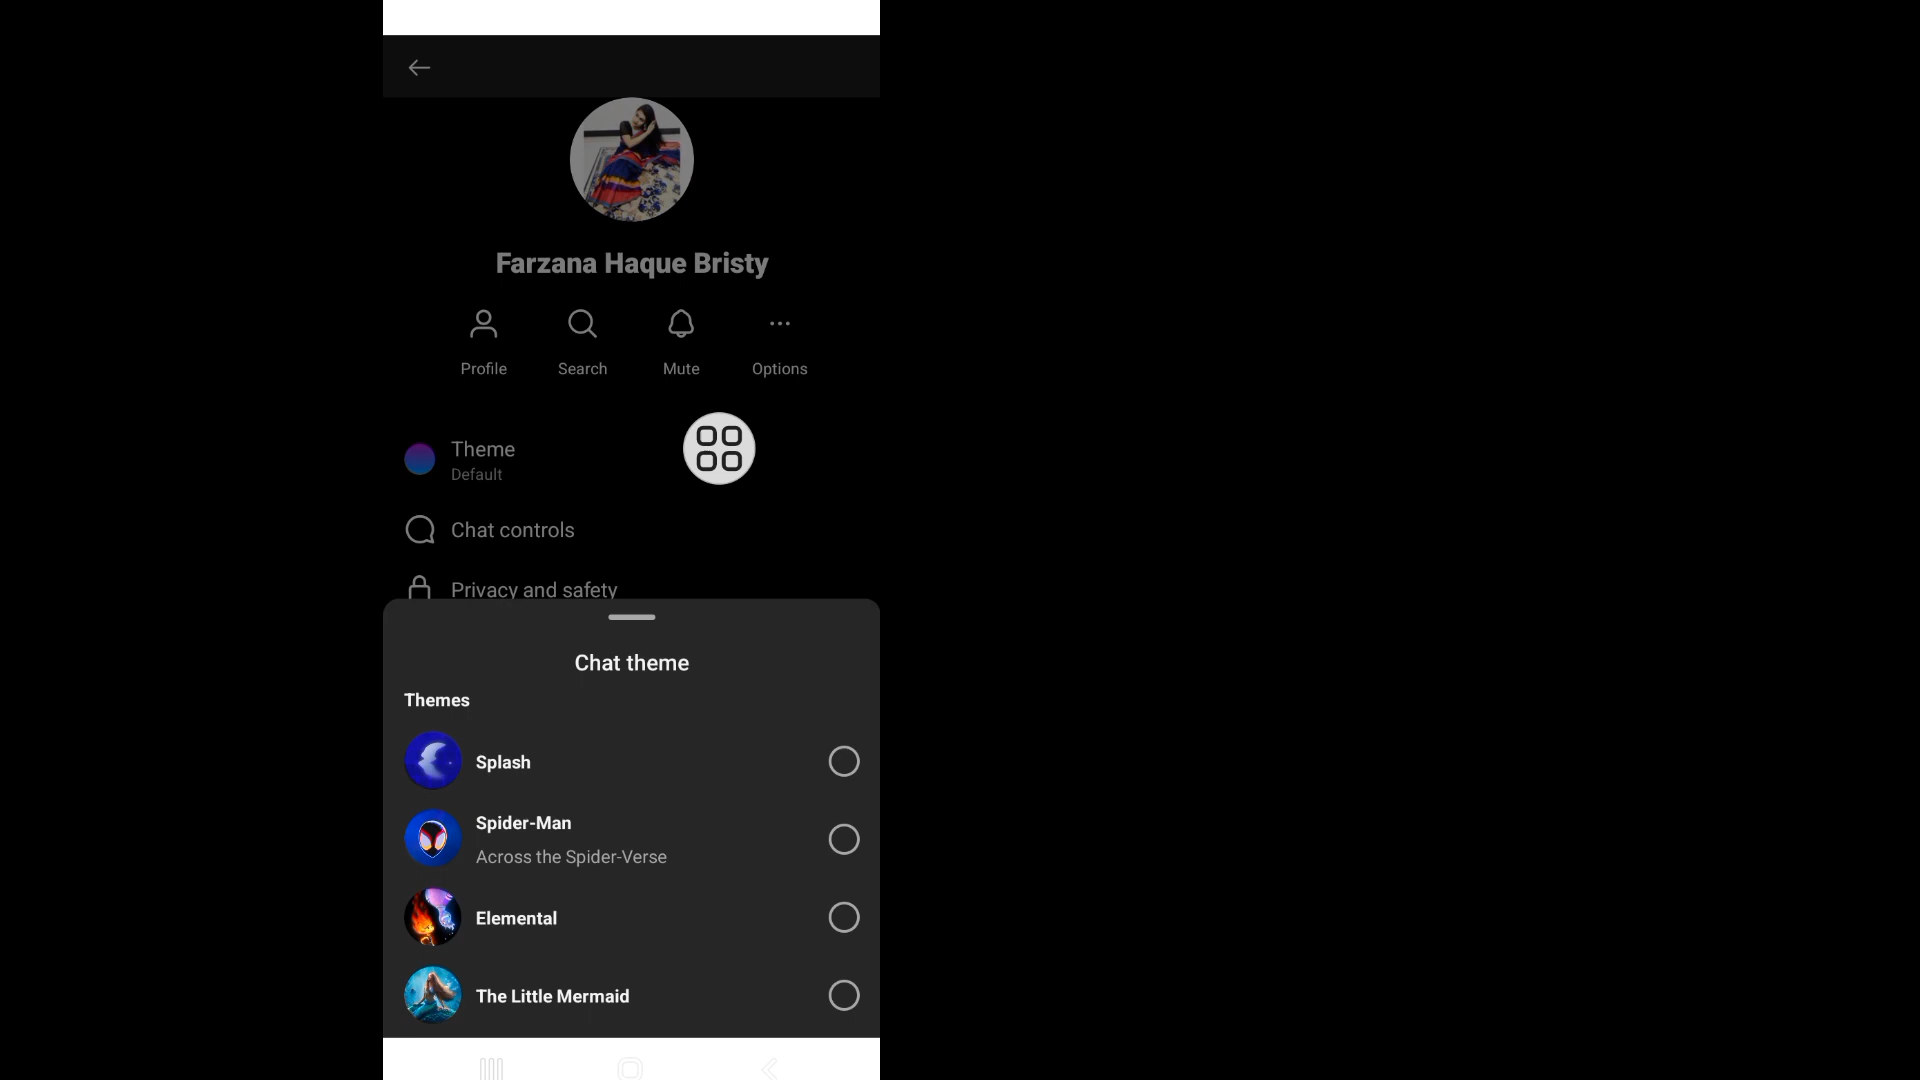 Farzana Haque Bristy
Profile Search Mute Options
Theme
Default
Chat controls
Privacy and safety
Chat theme
Themes
Splash
Spider-Man
Across the Spider-Verse
Elemental
The Little Mermaid